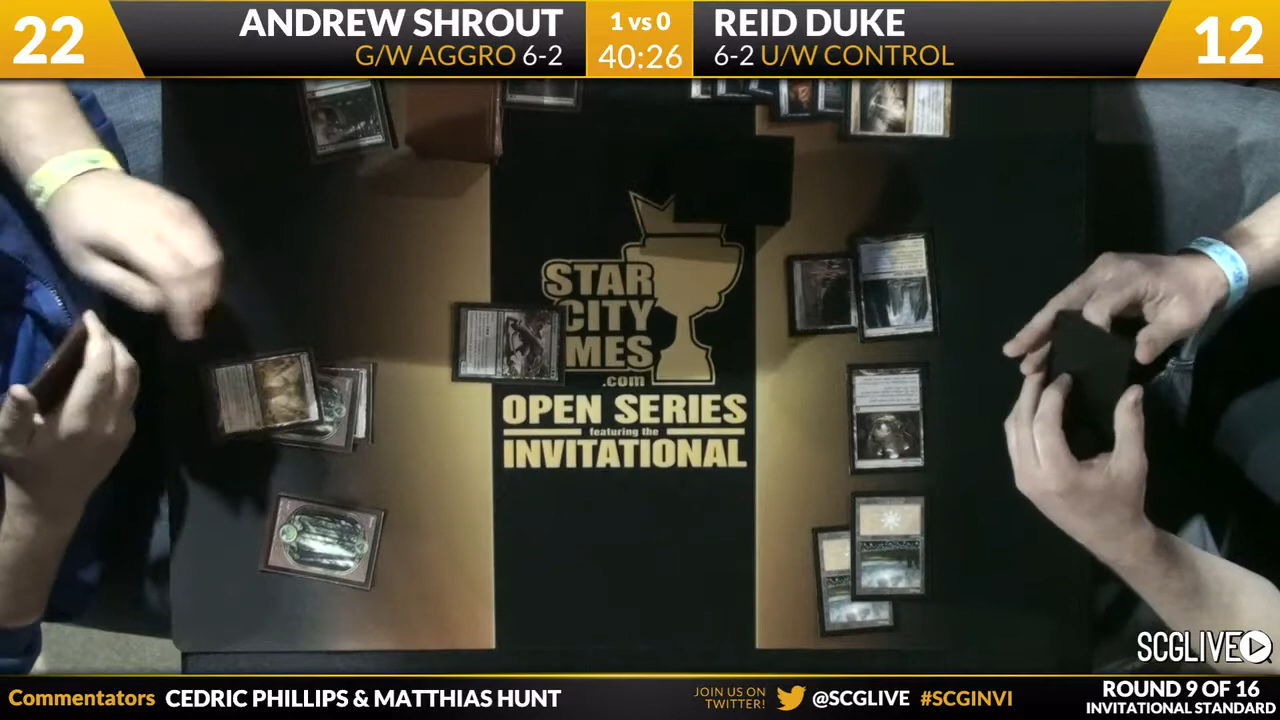 22
ANDREW SHROUT
G/W AGGRO 6-2
1 vs 0
40:26
REID DUKE
6-2 U/W CONTROL
12
STAR
CITY
MES
.com
OPEN SERIES
featuring the
INVITATIONAL
SCGLIVE
Commentators CEDRIC PHILLIPS & MATTHIAS HUNT
JOIN US ON
TWITTER!
@SCGLIVE #SCGINVI
ROUND 9 OF 16
INVITATIONAL STANDARD